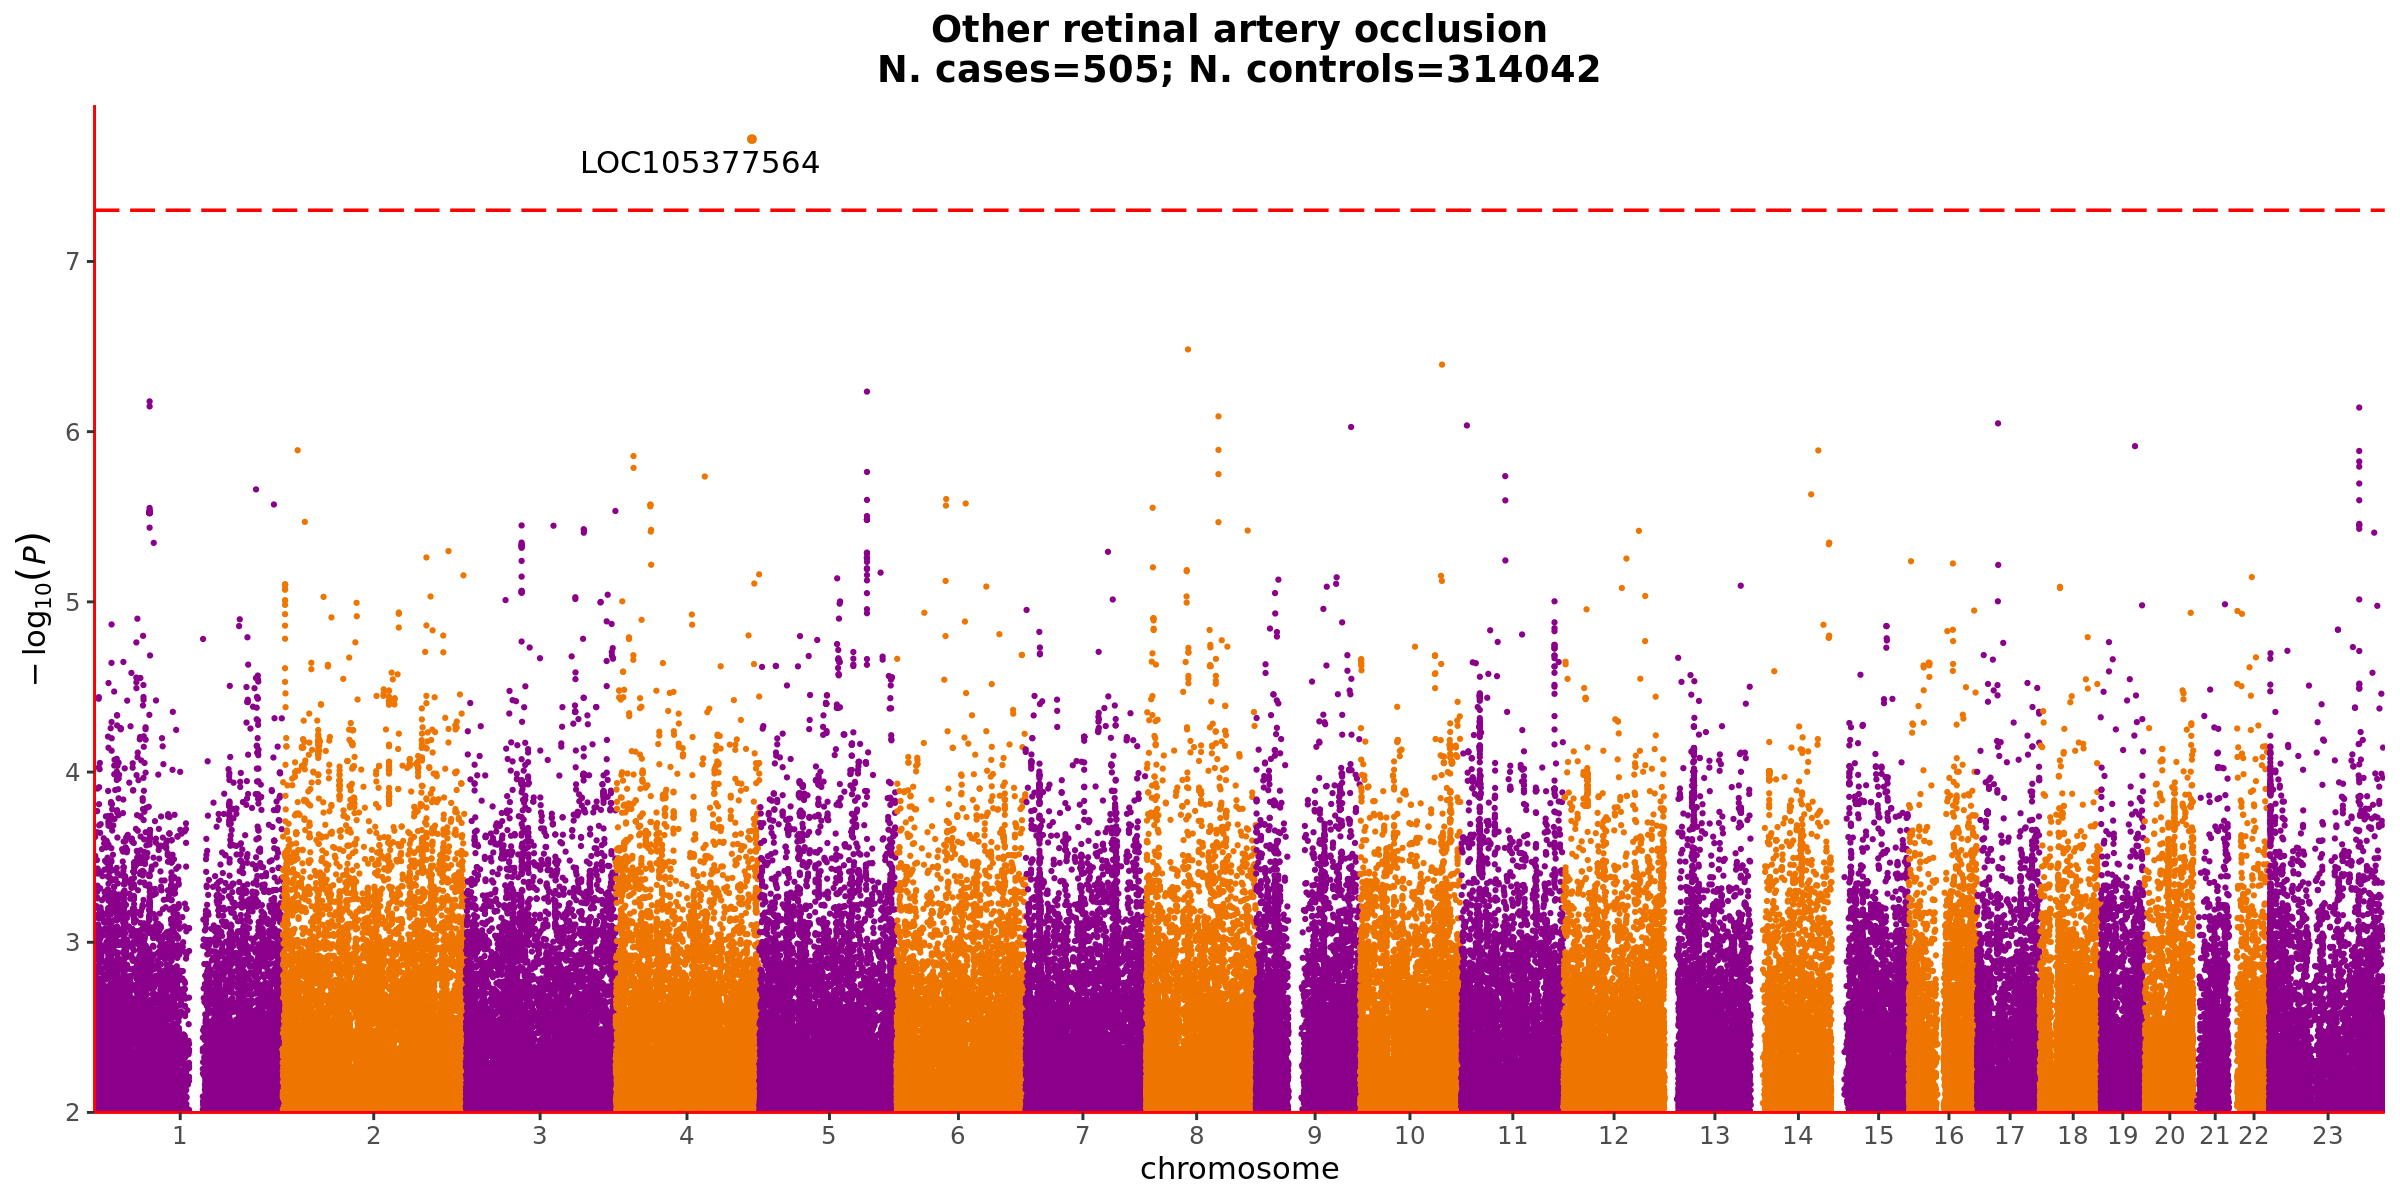 Other retinal artery occlusion
N. cases=505; N. controls=314042
LOC105377564
− log10(P)
7
6
5
4
3
2
1 2 3 4 5 6 7 8 9 10 11 12 13 14 15 16 17 18 19 20 21 22 23
chromosome